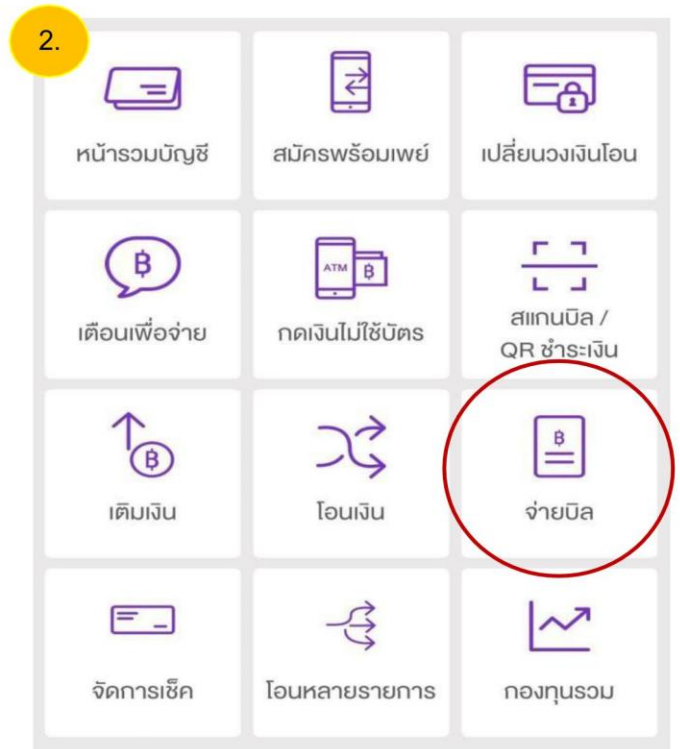 2.
หน้ารวมบัญชี
สมัครพร้อมเพย์
เปลี่ยนวงเงินโอน
฿
เตือนเพื่อจ่าย
ATM ฿
กดเงินไม่ใช้บัตร
สแกนบิล /
QR ชำระเงิน
฿
เติมเงิน
โอนเงิน
฿
จ่ายบิล
จัดการเช็ค
โอนหลายรายการ
กองทุนรวม